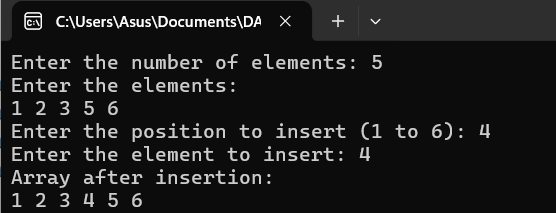 C:\Users\Asus\Documents\DA
Enter the number of elements: 5
Enter the elements:
1 2 3 5 6
Enter the position to insert (1 to 6): 4
Enter the element to insert: 4
Array after insertion:
1 2 3 4 5 6